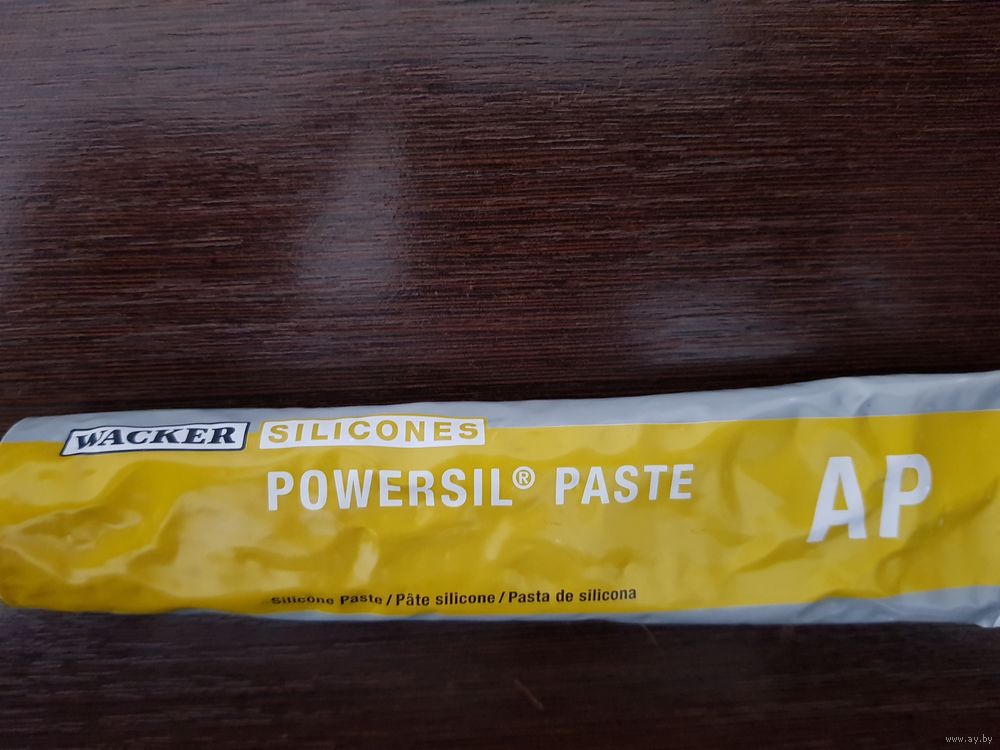 WACKER SILICONES
POWERSIL® PASTE AP
Silicone Paste / Pâte silicone / Pasta de silicona
www.ay.by